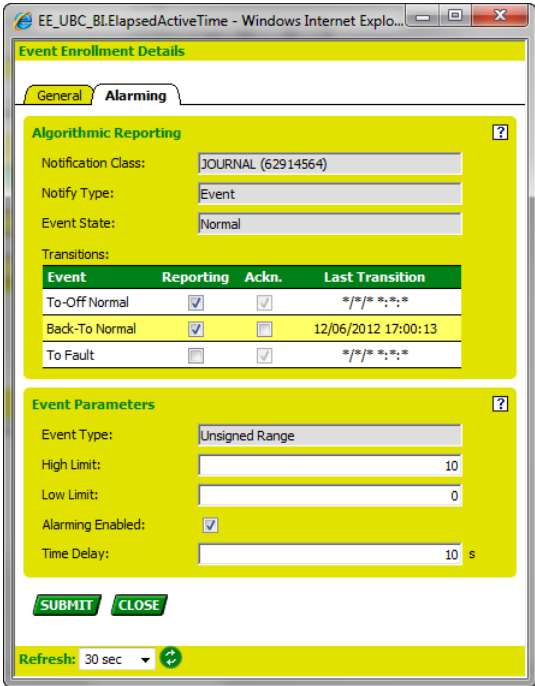 EE_UBC_BI.ElapsedActiveTime - Windows Internet Explo...
Event Enrollment Details
General Alarming
Algorithmic Reporting ?
Notification Class: JOURNAL (62914564)
Notify Type: Event
Event State: Normal
Transitions:
Event Reporting Ackn. Last Transition
To-Off Normal */*/* *:*:*
Back-To Normal 12/06/2012 17:00:13
To Fault */*/* *:*:*
Event Parameters ?
Event Type: Unsigned Range
High Limit: 10
Low Limit: 0
Alarming Enabled:
Time Delay: 10 s
SUBMIT CLOSE
Refresh: 30 sec